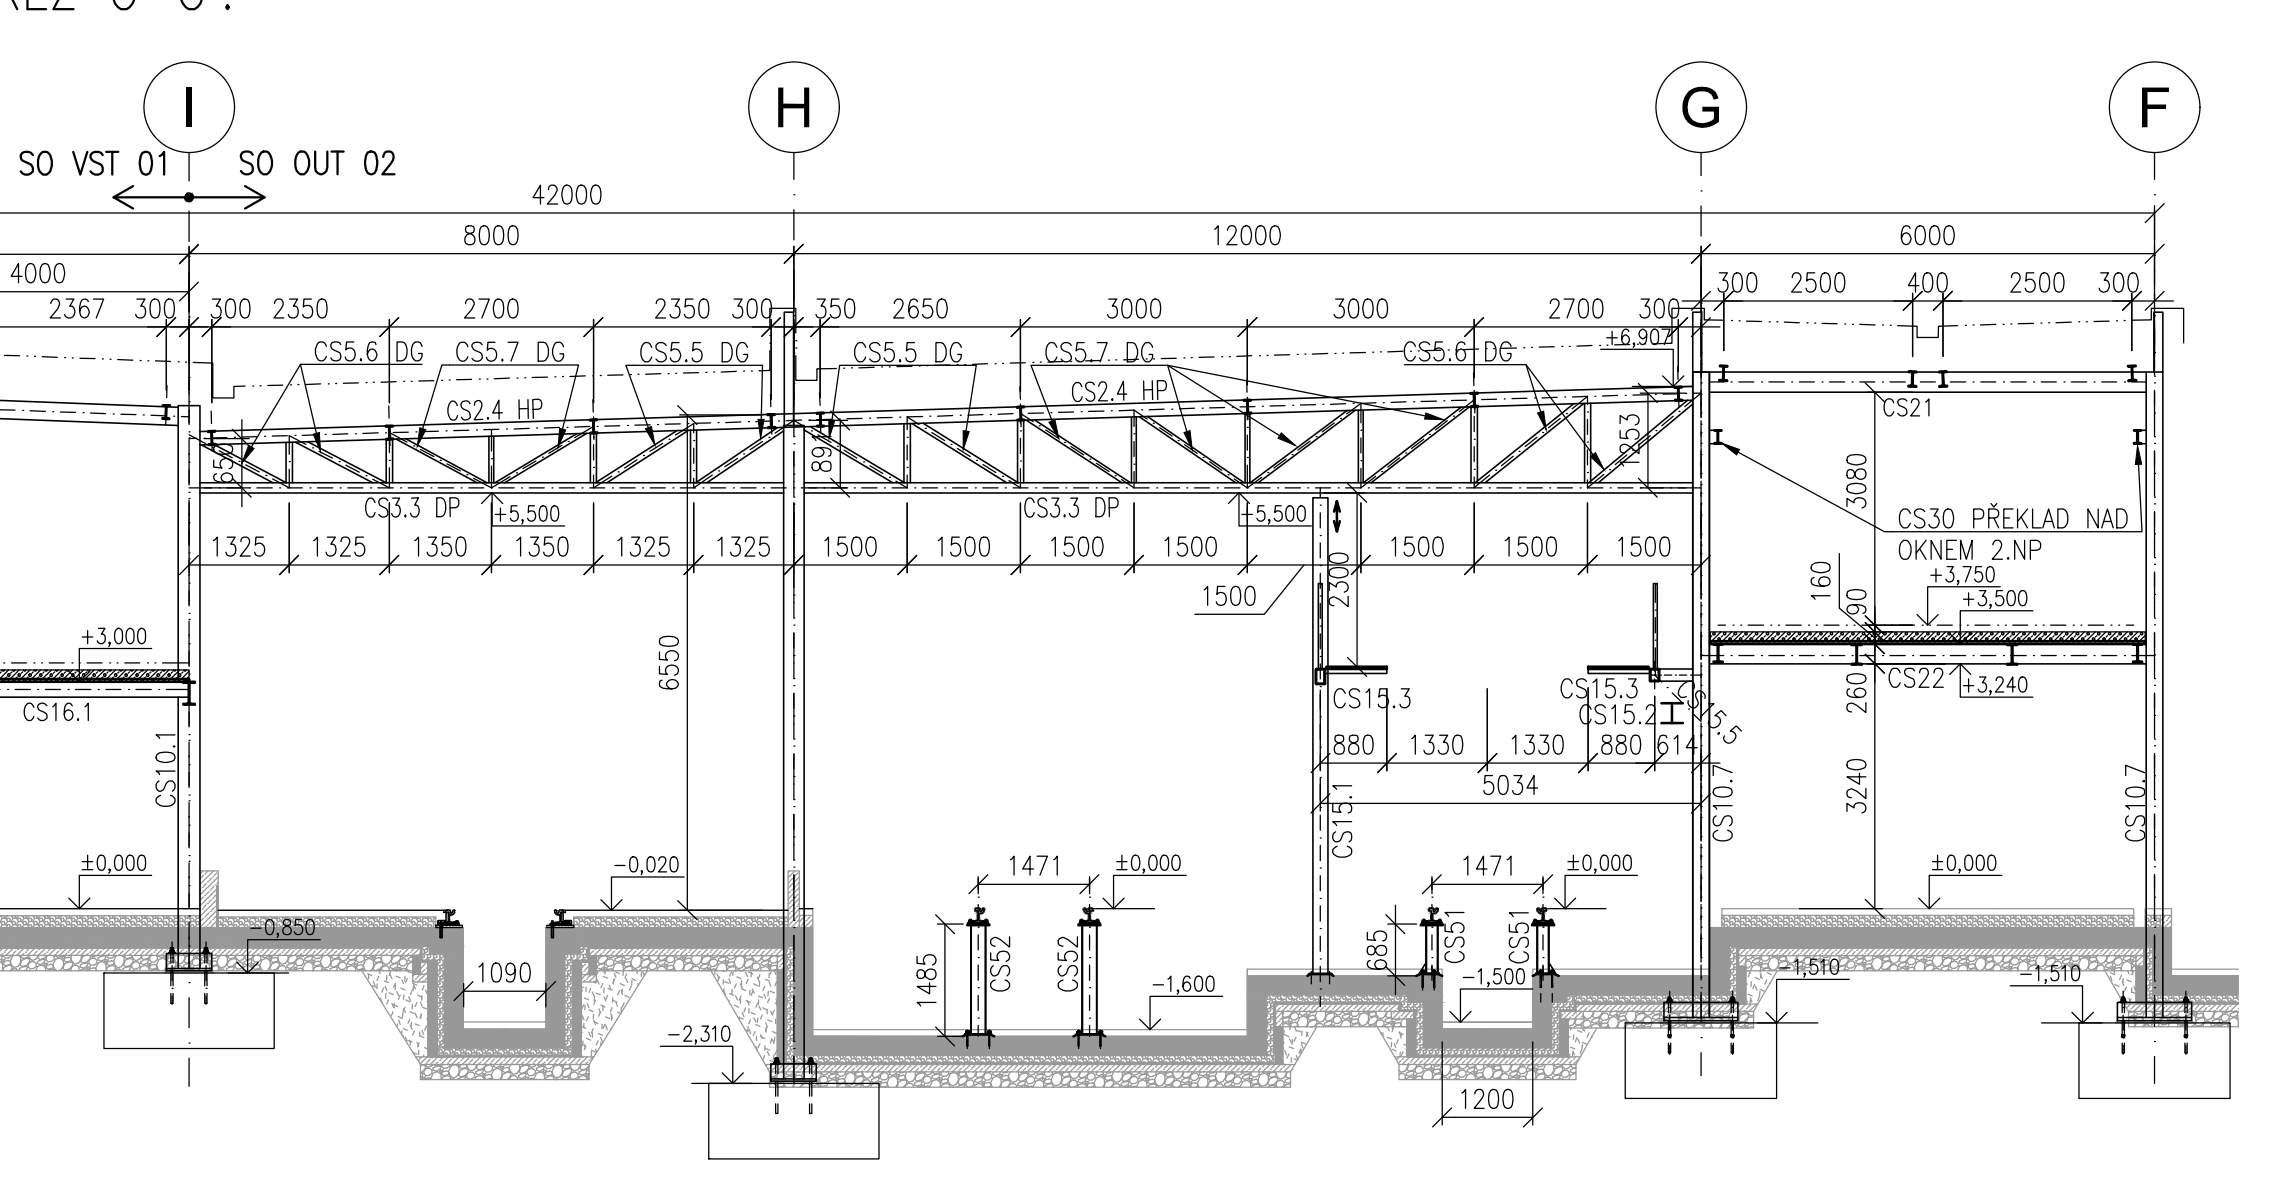 I H G F
SO VST 01 SO OUT 02
42000
8000 12000 6000
4000
300 2500 400 2500 300
2367 300 300 2350 2700 2350 300 350 2650 3000 3000 2700 300
+6,907
CS5.6 DG CS5.7 DG CS5.5 DG CS5.5 DG CS5.7 DG CS5.6 DG
CS2.4 HP CS2.4 HP
CS21
1253
3080
CS3.3 DP CS3.3 DP
+5,500 +5,500
CS30 PŘEKLAD NAD
OKNEM 2.NP
1325 1325 1350 1350 1325 1325 1500 1500 1500 1500 1500 1500 1500
1500
2300
160
90
+3,750
+3,500
+3,000
6550
CS16.1
CS15.3 CS15.3
CS15.2
CS15.5
260
CS22
+3,240
880 1330 1330 880 614
5034
CS10.1
CS15.1
CS10.7
3240
CS10.7
±0,000 -0,020 1471 ±0,000 1471 ±0,000 ±0,000
-0,850
1485
CS52
CS52
685
CS51
CS51
1090
-1,600
-1,500
-1,510
-1,510
-2,310
1200